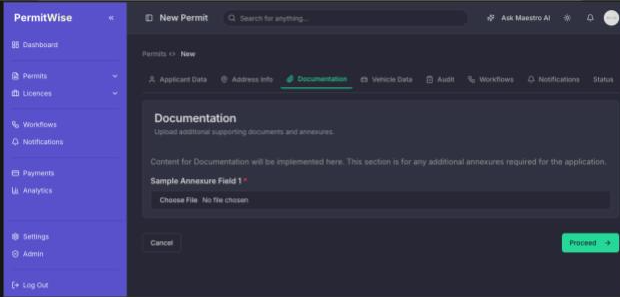 PermitWise «
New Permit
Search for anything...
Ask Maestro AI
Dashboard
Permits
Licences
Workflows
Notifications
Payments
Analytics
Settings
Admin
Log Out
Permits <> New
Applicant Data Address Info Documentation Vehicle Data Audit Workflows Notifications Status
Documentation
Upload additional supporting documents and annexures.
Content for Documentation will be implemented here. This section is for any additional annexures required for the application.
Sample Annexure Field 1 *
Choose File No file chosen
Cancel
Proceed →